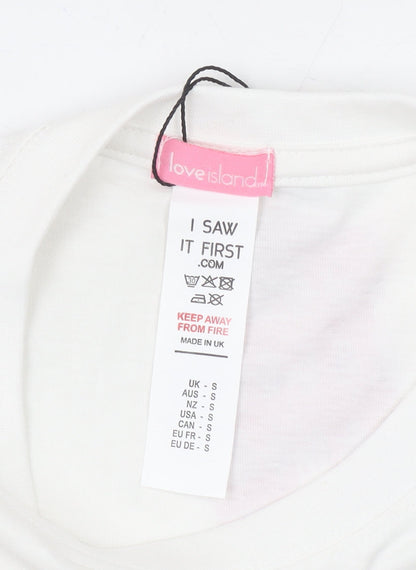 love island
I SAW
IT FIRST
.COM
KEEP AWAY
FROM FIRE
MADE IN UK
UK - S
AUS - S
NZ - S
USA - S
CAN - S
EU FR - S
EU DE - S